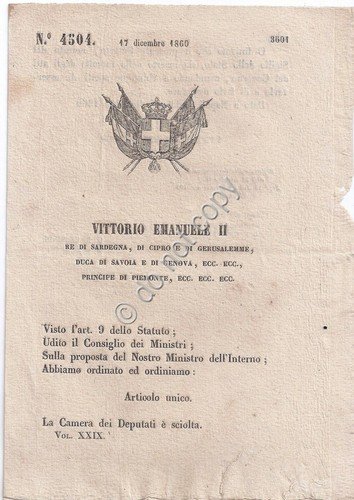 N.º 4504.
17 dicembre 1860
3601
VITTORIO EMANUELE II
RE DI SARDEGNA, DI CIPRO E DI GERUSALEMME,
DUCA DI SAVOIA E DI GENOVA, ECC. ECC.,
PRINCIPE DI PIEMONTE, ECC. ECC. ECC.
Visto l'art. 9 dello Statuto;
Udito il Consiglio dei Ministri;
Sulla proposta del Nostro Ministro dell'Interno;
Abbiamo ordinato ed ordiniamo:
Articolo unico.
La Camera dei Deputati è sciolta.
VOL. XXIX.
© do not copy